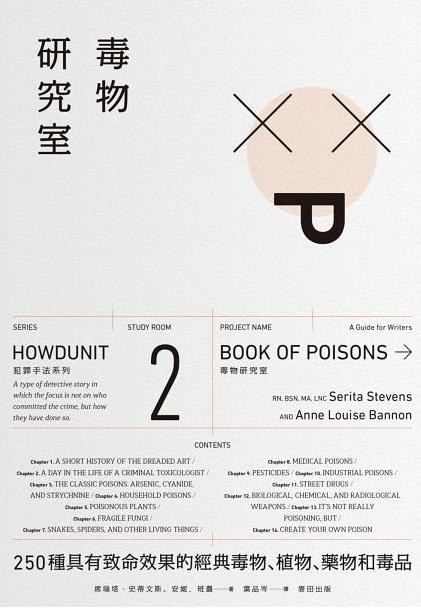 毒物
研究室
P
SERIES
STUDY ROOM
PROJECT NAME
A Guide for Writers
HOWDUNIT
犯罪手法系列
A type of detective story in
which the focus is not on who
committed the crime, but how
they have done so.
2
BOOK OF POISONS →
毒物研究室
RN, BSN, MA, LNC Serita Stevens
AND Anne Louise Bannon
CONTENTS
Chapter 1. A SHORT HISTORY OF THE DREADED ART /
Chapter 2. A DAY IN THE LIFE OF A CRIMINAL TOXICOLOGIST /
Chapter 3. THE CLASSIC POISONS: ARSENIC, CYANIDE,
AND STRYCHNINE / Chapter 4. HOUSEHOLD POISONS /
Chapter 5. POISONOUS PLANTS /
Chapter 6. FRAGILE FUNGI /
Chapter 7. SNAKES, SPIDERS, AND OTHER LIVING THINGS /
Chapter 8. MEDICAL POISONS /
Chapter 9. PESTICIDES / Chapter 10. INDUSTRIAL POISONS /
Chapter 11. STREET DRUGS /
Chapter 12. BIOLOGICAL, CHEMICAL, AND RADIOLOGICAL
WEAPONS / Chapter 13. IT'S NOT REALLY
POISONING, BUT /
Chapter 14. CREATE YOUR OWN POISON
250種具有致命效果的經典毒物、植物、藥物和毒品
席瑞塔・史蒂文斯、安妮．班農——著 葉品岑——譯 麥田出版